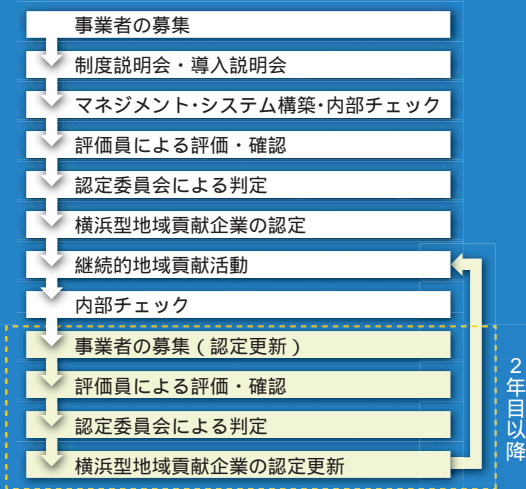 事業者の募集
制度説明会・導入説明会
マネジメント・システム構築・内部チェック
評価員による評価・確認
認定委員会による判定
横浜型地域貢献企業の認定
継続的地域貢献活動
内部チェック
事業者の募集（認定更新）
評価員による評価・確認
認定委員会による判定
横浜型地域貢献企業の認定更新
2年目以降